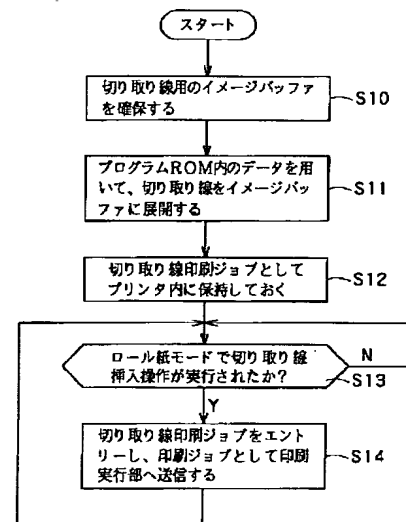 スタート
切り取り線用のイメージバッファ
を確保する
S10
プログラムROM内のデータを用
いて、切り取り線をイメージバッ
ファに展開する
S11
切り取り線印刷ジョブとして
プリンタ内に保持しておく
S12
ロール紙モードで切り取り線
挿入操作が実行されたか?
N
S13
Y
切り取り線印刷ジョブをエント
リーし、印刷ジョブとして印刷
実行部へ送信する
S14